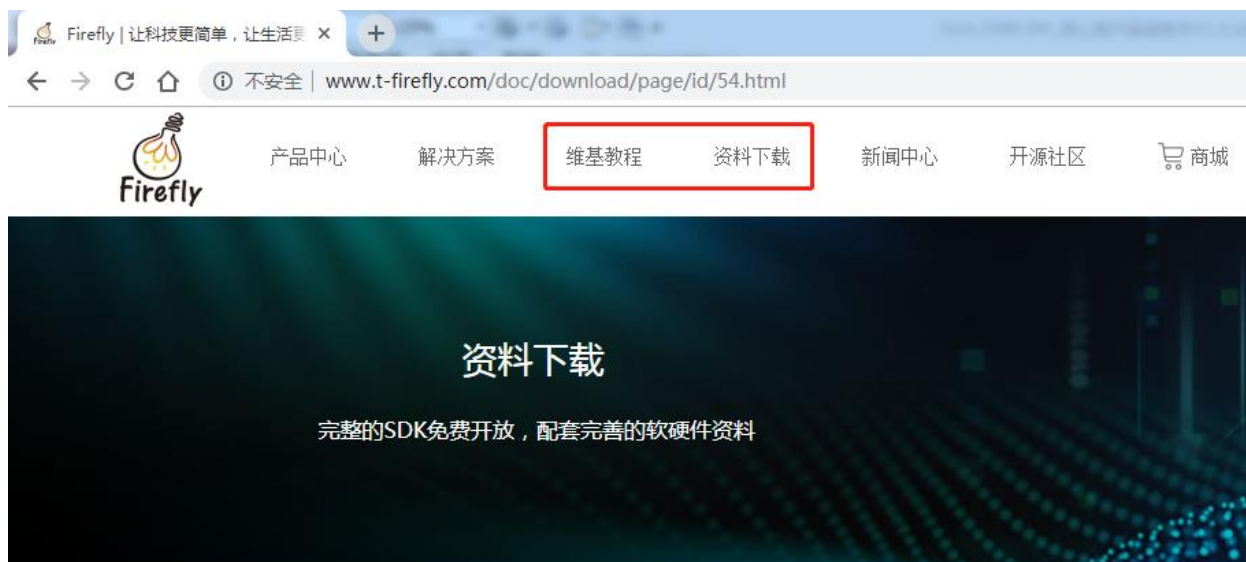 Firefly | 让科技更简单，让生活更
不安全 | www.t-firefly.com/doc/download/page/id/54.html
Firefly
产品中心 解决方案 维基教程 资料下载 新闻中心 开源社区 商城
资料下载
完整的SDK免费开放，配套完善的软硬件资料